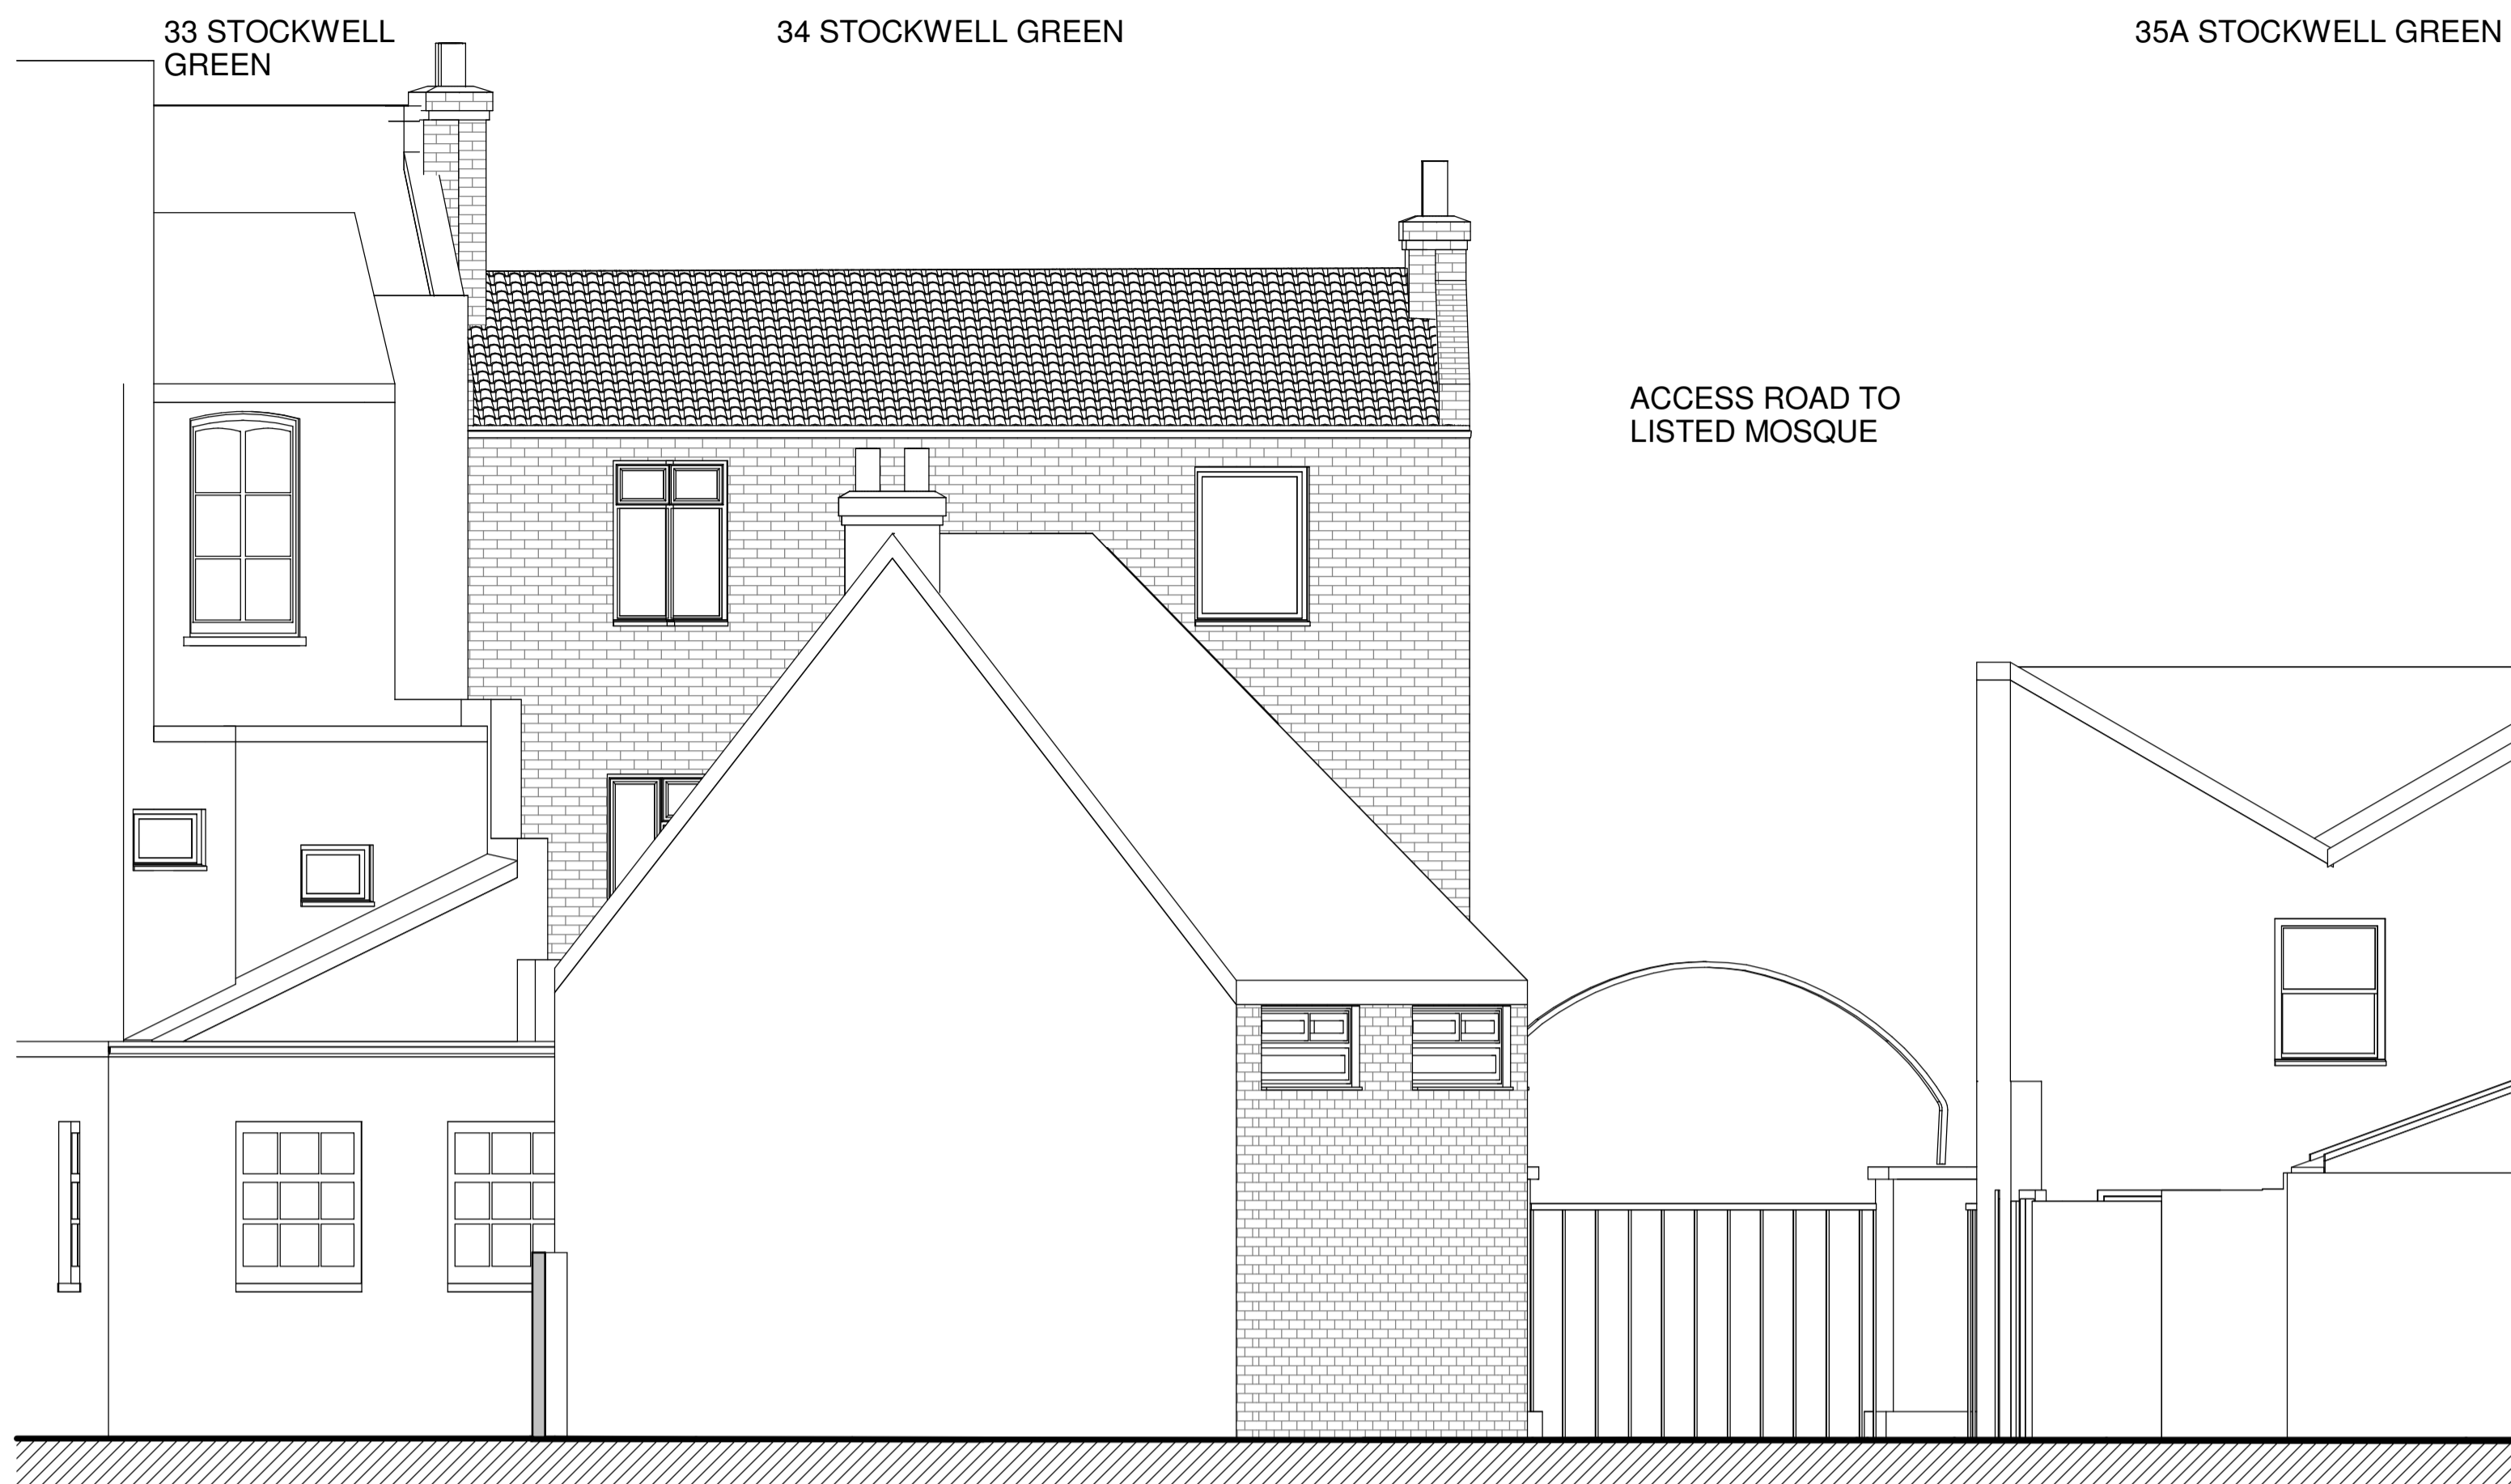 33 STOCKWELL
GREEN
34 STOCKWELL GREEN
35A STOCKWELL GREEN
ACCESS ROAD TO
LISTED MOSQUE